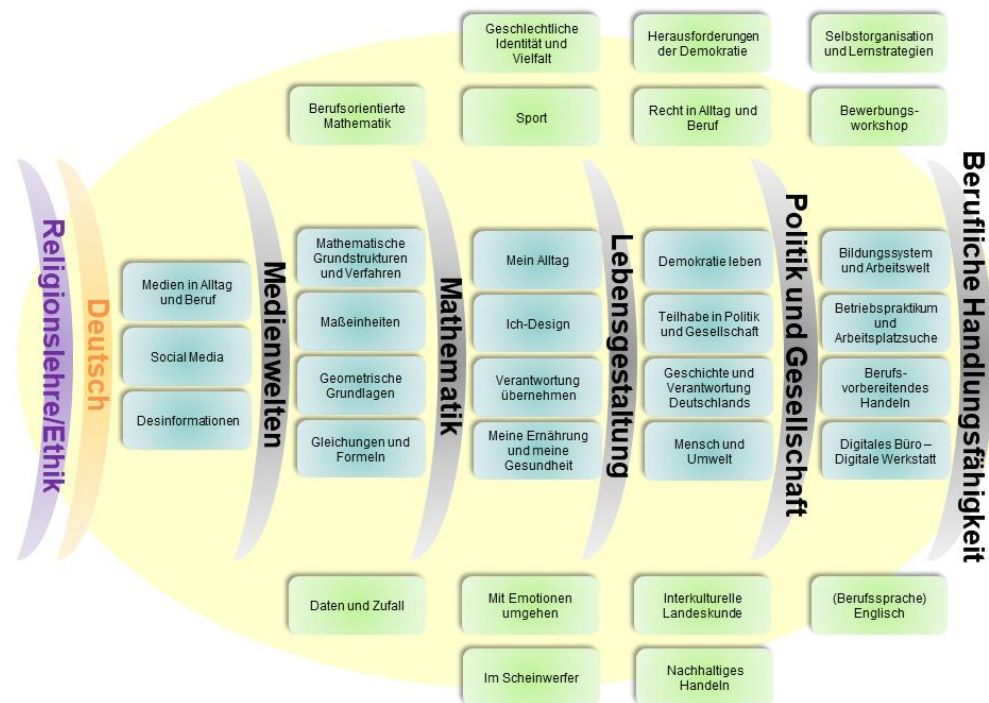 Geschlechtliche
Identität und
Vielfalt
Herausforderungen
der Demokratie
Selbstorganisation
und Lernstrategien
Berufsorientierte
Mathematik
Sport
Recht in Alltag und
Beruf
Bewerbungs-
workshop
Religionslehre/Ethik
Deutsch
Medien in Alltag
und Beruf
Social Media
Desinformationen
Medienwelten
Mathematische
Grundstrukturen
und Verfahren
Maßeinheiten
Geometrische
Grundlagen
Gleichungen und
Formeln
Mathematik
Mein Alltag
Ich-Design
Verantwortung
übernehmen
Meine Ernährung
und meine
Gesundheit
Lebensgestaltung
Demokratie leben
Teilhabe in Politik
und Gesellschaft
Geschichte und
Verantwortung
Deutschlands
Mensch und
Umwelt
Politik und Gesellschaft
Bildungssystem
und Arbeitswelt
Betriebspraktikum
und
Arbeitsplatzsuche
Berufs-
vorbereitendes
Handeln
Digitales Büro –
Digitale Werkstatt
Berufliche Handlungsfähigkeit
Daten und Zufall
Mit Emotionen
umgehen
Interkulturelle
Landeskunde
(Berufssprache)
Englisch
Im Scheinwerfer
Nachhaltiges
Handeln